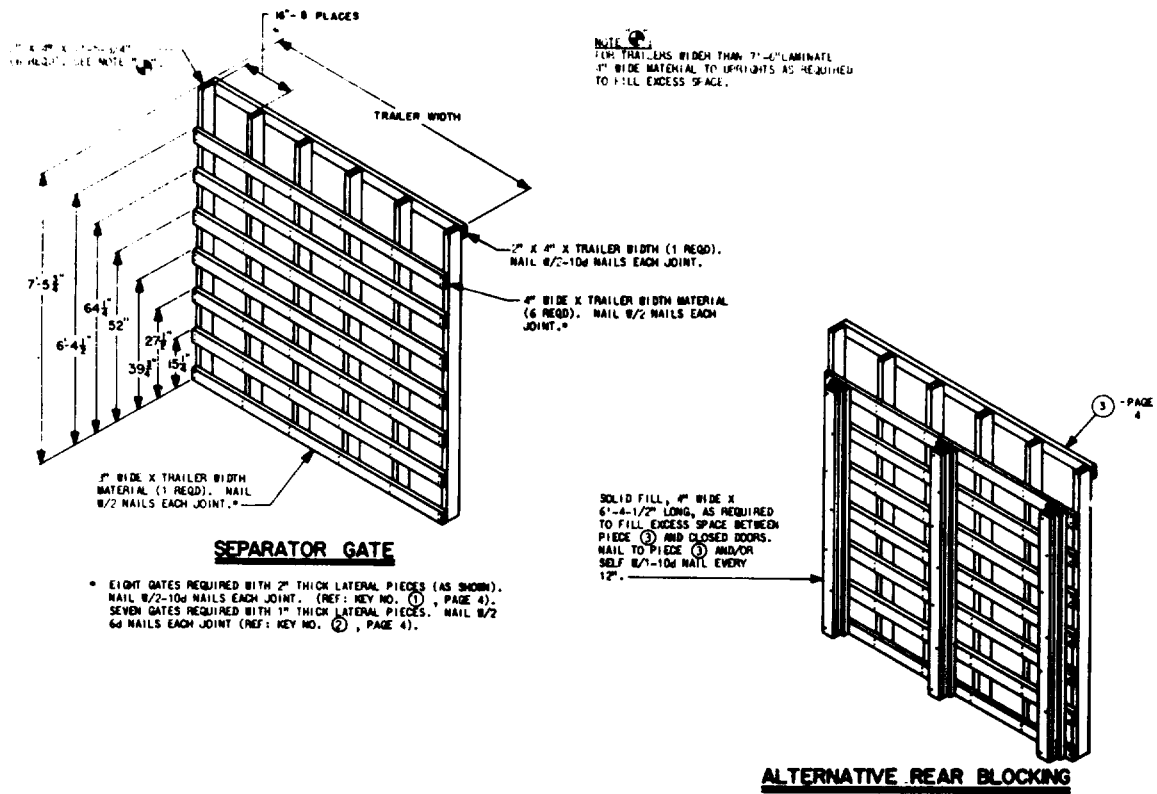 16"- 8 PLACES
SEE NOTE " ".
TRAILER WIDTH
NOTE :
FOR TRAILERS WIDER THAN 7'-6" LAMINATE
4" WIDE MATERIAL TO UPRIGHTS AS REQUIRED
TO FILL EXCESS SPACE.
7'-5 3/4"
6'-4 1/2"
64 1/4"
52"
39 3/4"
27 1/2"
15 1/4"
2" X 4" X TRAILER WIDTH (1 REQD).
NAIL W/2-10d NAILS EACH JOINT.
4" WIDE X TRAILER WIDTH MATERIAL
(6 REQD). NAIL W/2 NAILS EACH
JOINT.*
WIDE X TRAILER WIDTH
MATERIAL (1 REQD). NAIL
W/2 NAILS EACH JOINT.*
SEPARATOR GATE
* EIGHT GATES REQUIRED WITH 2" THICK LATERAL PIECES (AS SHOWN).
NAIL W/2-10d NAILS EACH JOINT. (REF: KEY NO. 1 , PAGE 4).
SEVEN GATES REQUIRED WITH 1" THICK LATERAL PIECES. NAIL W/2
6d NAILS EACH JOINT (REF: KEY NO. 2 , PAGE 4).
3 -PAGE
4
SOLID FILL, 4" WIDE X
6'-4-1/2" LONG, AS REQUIRED
TO FILL EXCESS SPACE BETWEEN
PIECE 3 AND CLOSED DOORS.
NAIL TO PIECE 3 AND/OR
SELF W/1-10d NAIL EVERY
12".
ALTERNATIVE REAR BLOCKING